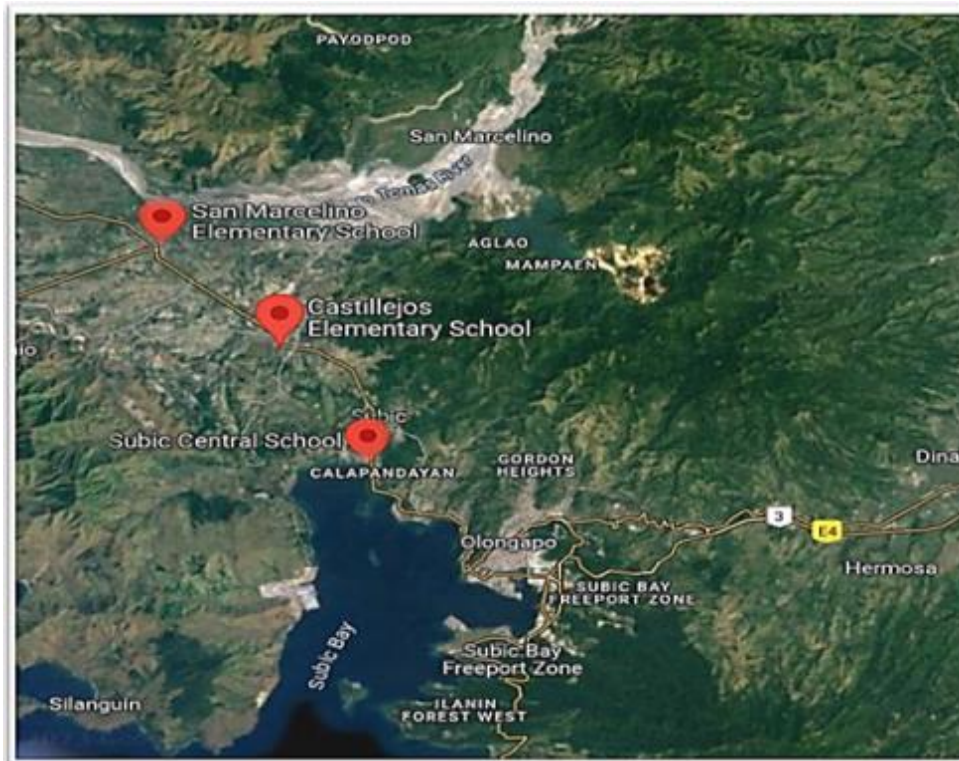 PAYODPOD
San Marcelino
San Marcelino
Elementary School
AGLAO
MAMPAEN
Castillejos
Elementary School
Subic
Subic Central School
CALAPANDAYAN
GORDON
HEIGHTS
Dina
3
E4
Olongapo
Hermosa
SUBIC BAY
FREEPORT ZONE
Subic Bay
Subic Bay
Freeport Zone
Silanguin
ILANIN
FOREST WEST